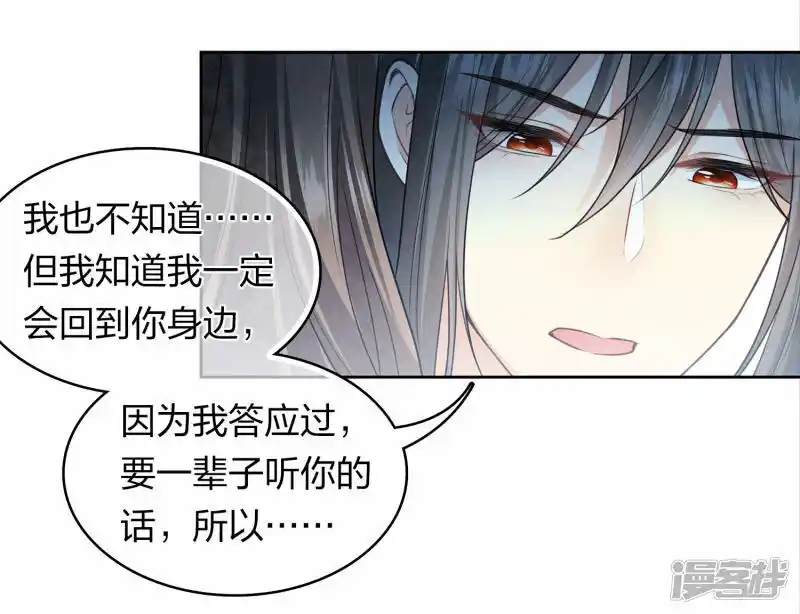 我也不知道……
但我知道我一定
会回到你身边，
因为我答应过，
要一辈子听你的
话，所以……
漫客栈